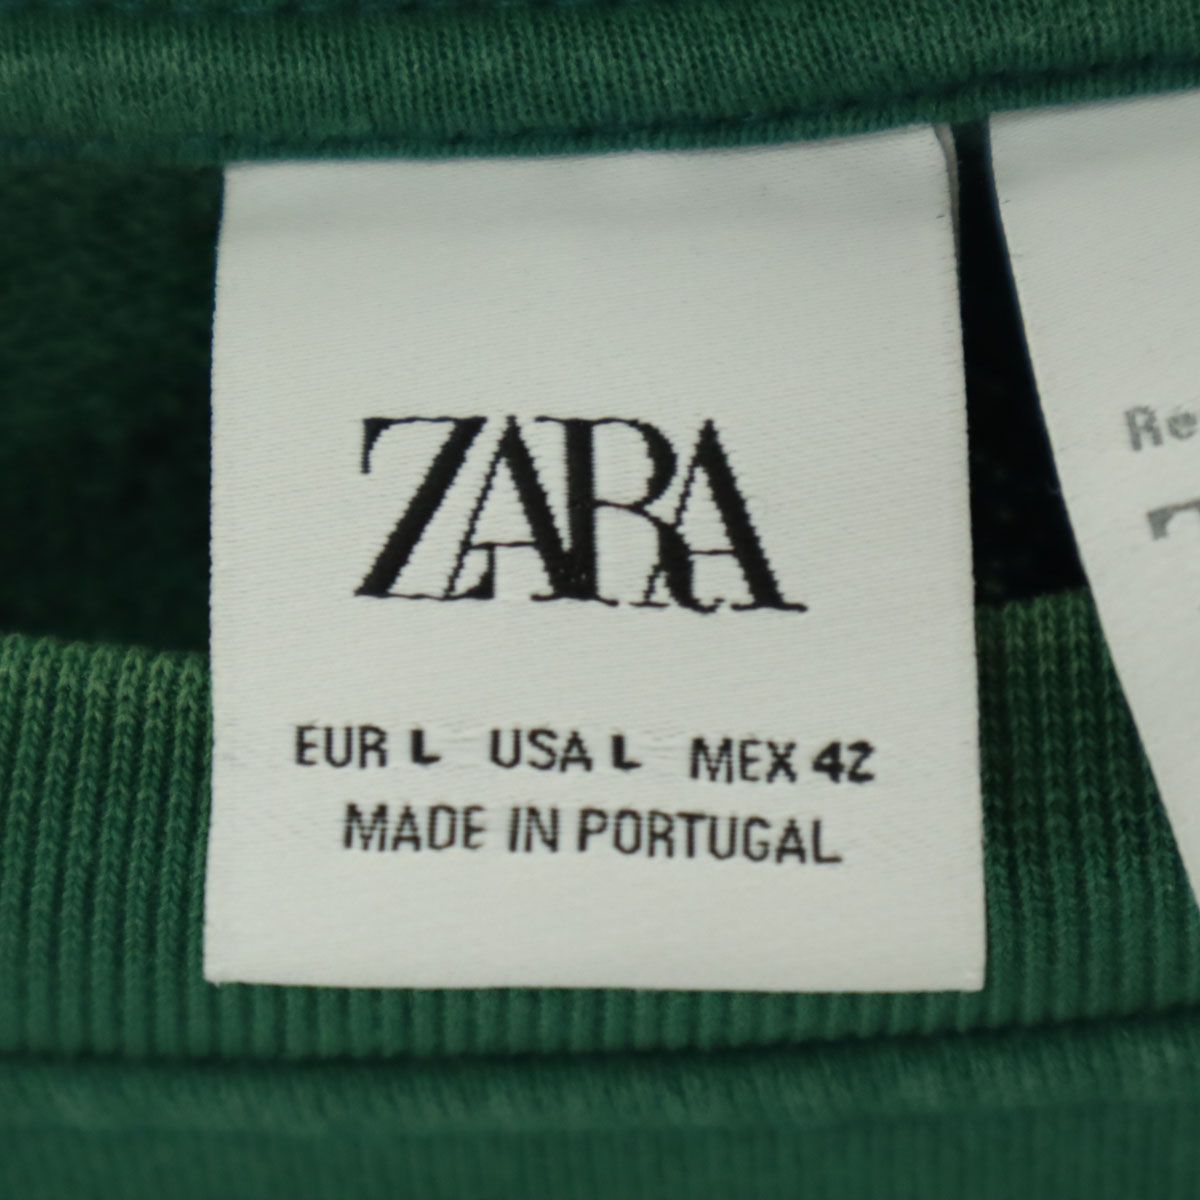 ZARA
EUR L USA L MEX 42
MADE IN PORTUGAL